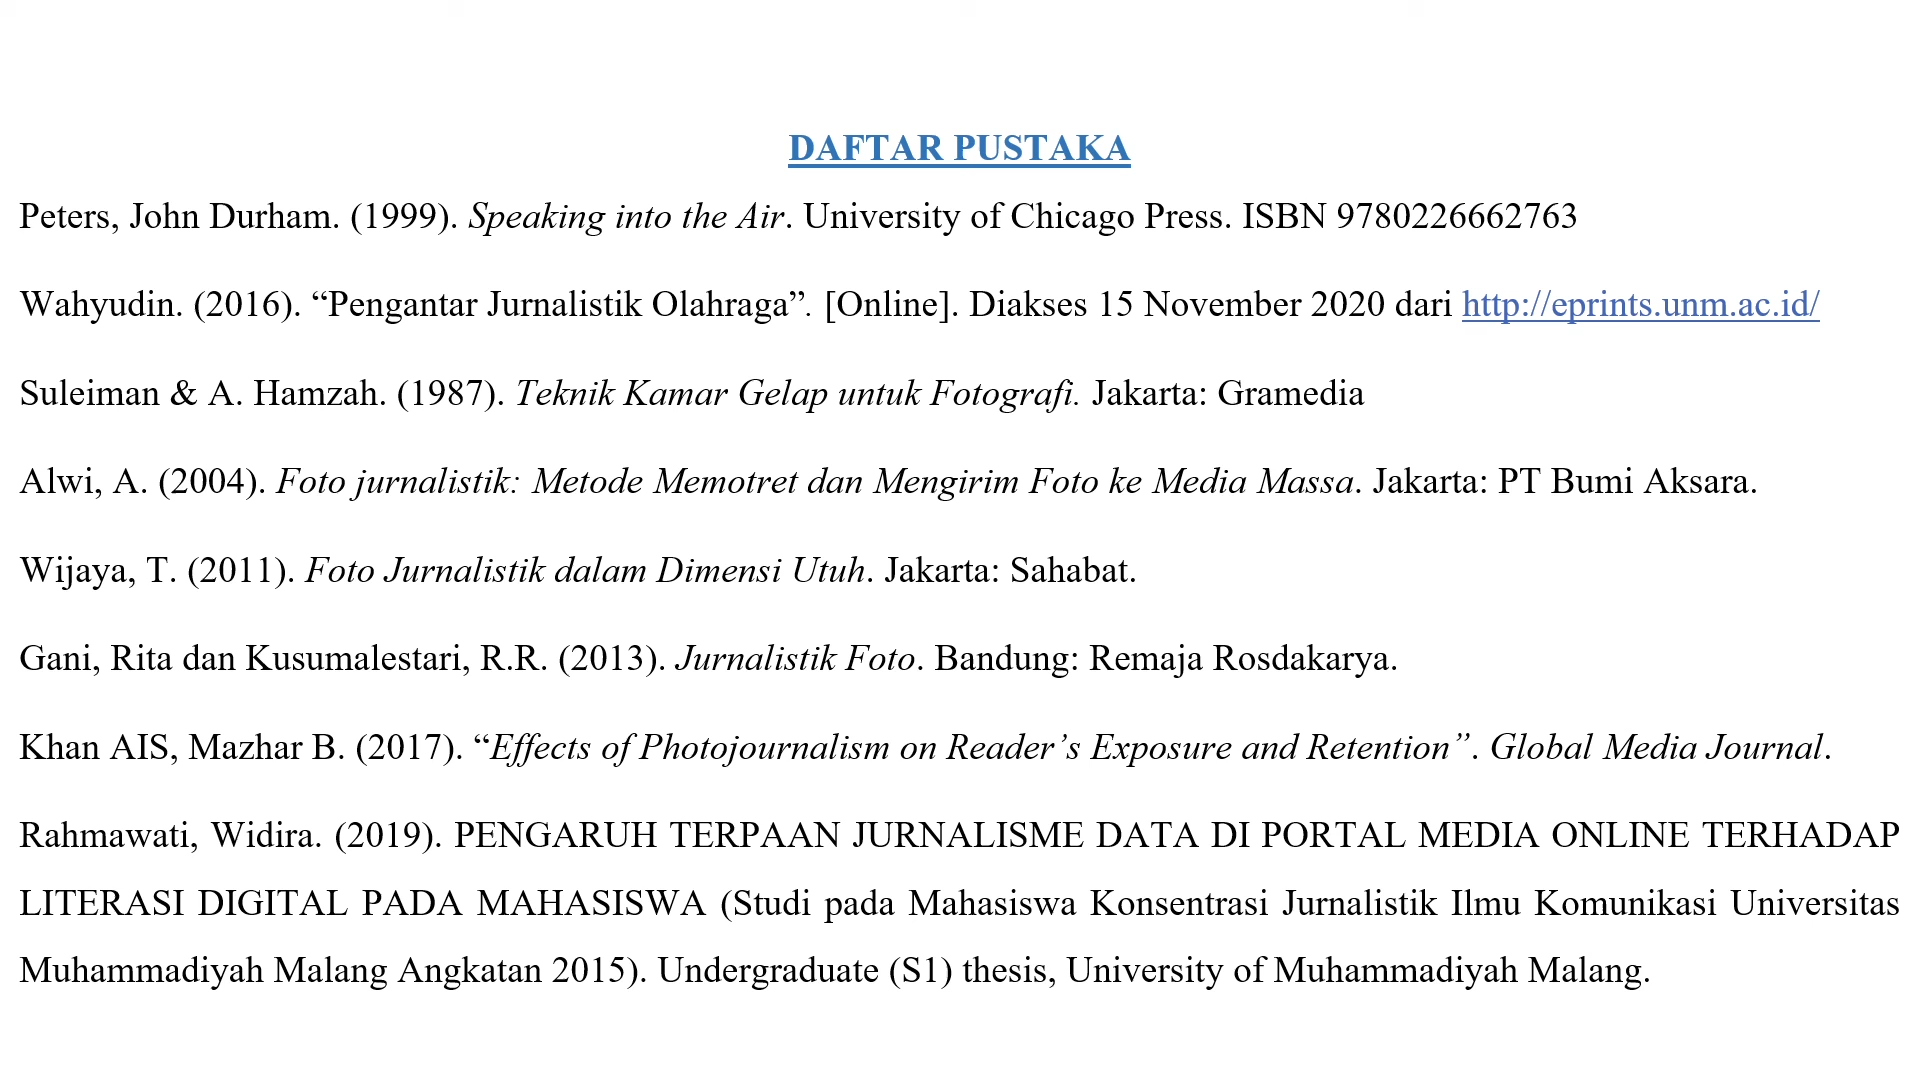 DAFTAR PUSTAKA
Peters, John Durham. (1999). Speaking into the Air. University of Chicago Press. ISBN 9780226662763
Wahyudin. (2016). “Pengantar Jurnalistik Olahraga”. [Online]. Diakses 15 November 2020 dari http://eprints.unm.ac.id/
Suleiman & A. Hamzah. (1987). Teknik Kamar Gelap untuk Fotografi. Jakarta: Gramedia
Alwi, A. (2004). Foto jurnalistik: Metode Memotret dan Mengirim Foto ke Media Massa. Jakarta: PT Bumi Aksara.
Wijaya, T. (2011). Foto Jurnalistik dalam Dimensi Utuh. Jakarta: Sahabat.
Gani, Rita dan Kusumalestari, R.R. (2013). Jurnalistik Foto. Bandung: Remaja Rosdakarya.
Khan AIS, Mazhar B. (2017). “Effects of Photojournalism on Reader’s Exposure and Retention”. Global Media Journal.
Rahmawati, Widira. (2019). PENGARUH TERPAAN JURNALISME DATA DI PORTAL MEDIA ONLINE TERHADAP
LITERASI DIGITAL PADA MAHASISWA (Studi pada Mahasiswa Konsentrasi Jurnalistik Ilmu Komunikasi Universitas
Muhammadiyah Malang Angkatan 2015). Undergraduate (S1) thesis, University of Muhammadiyah Malang.